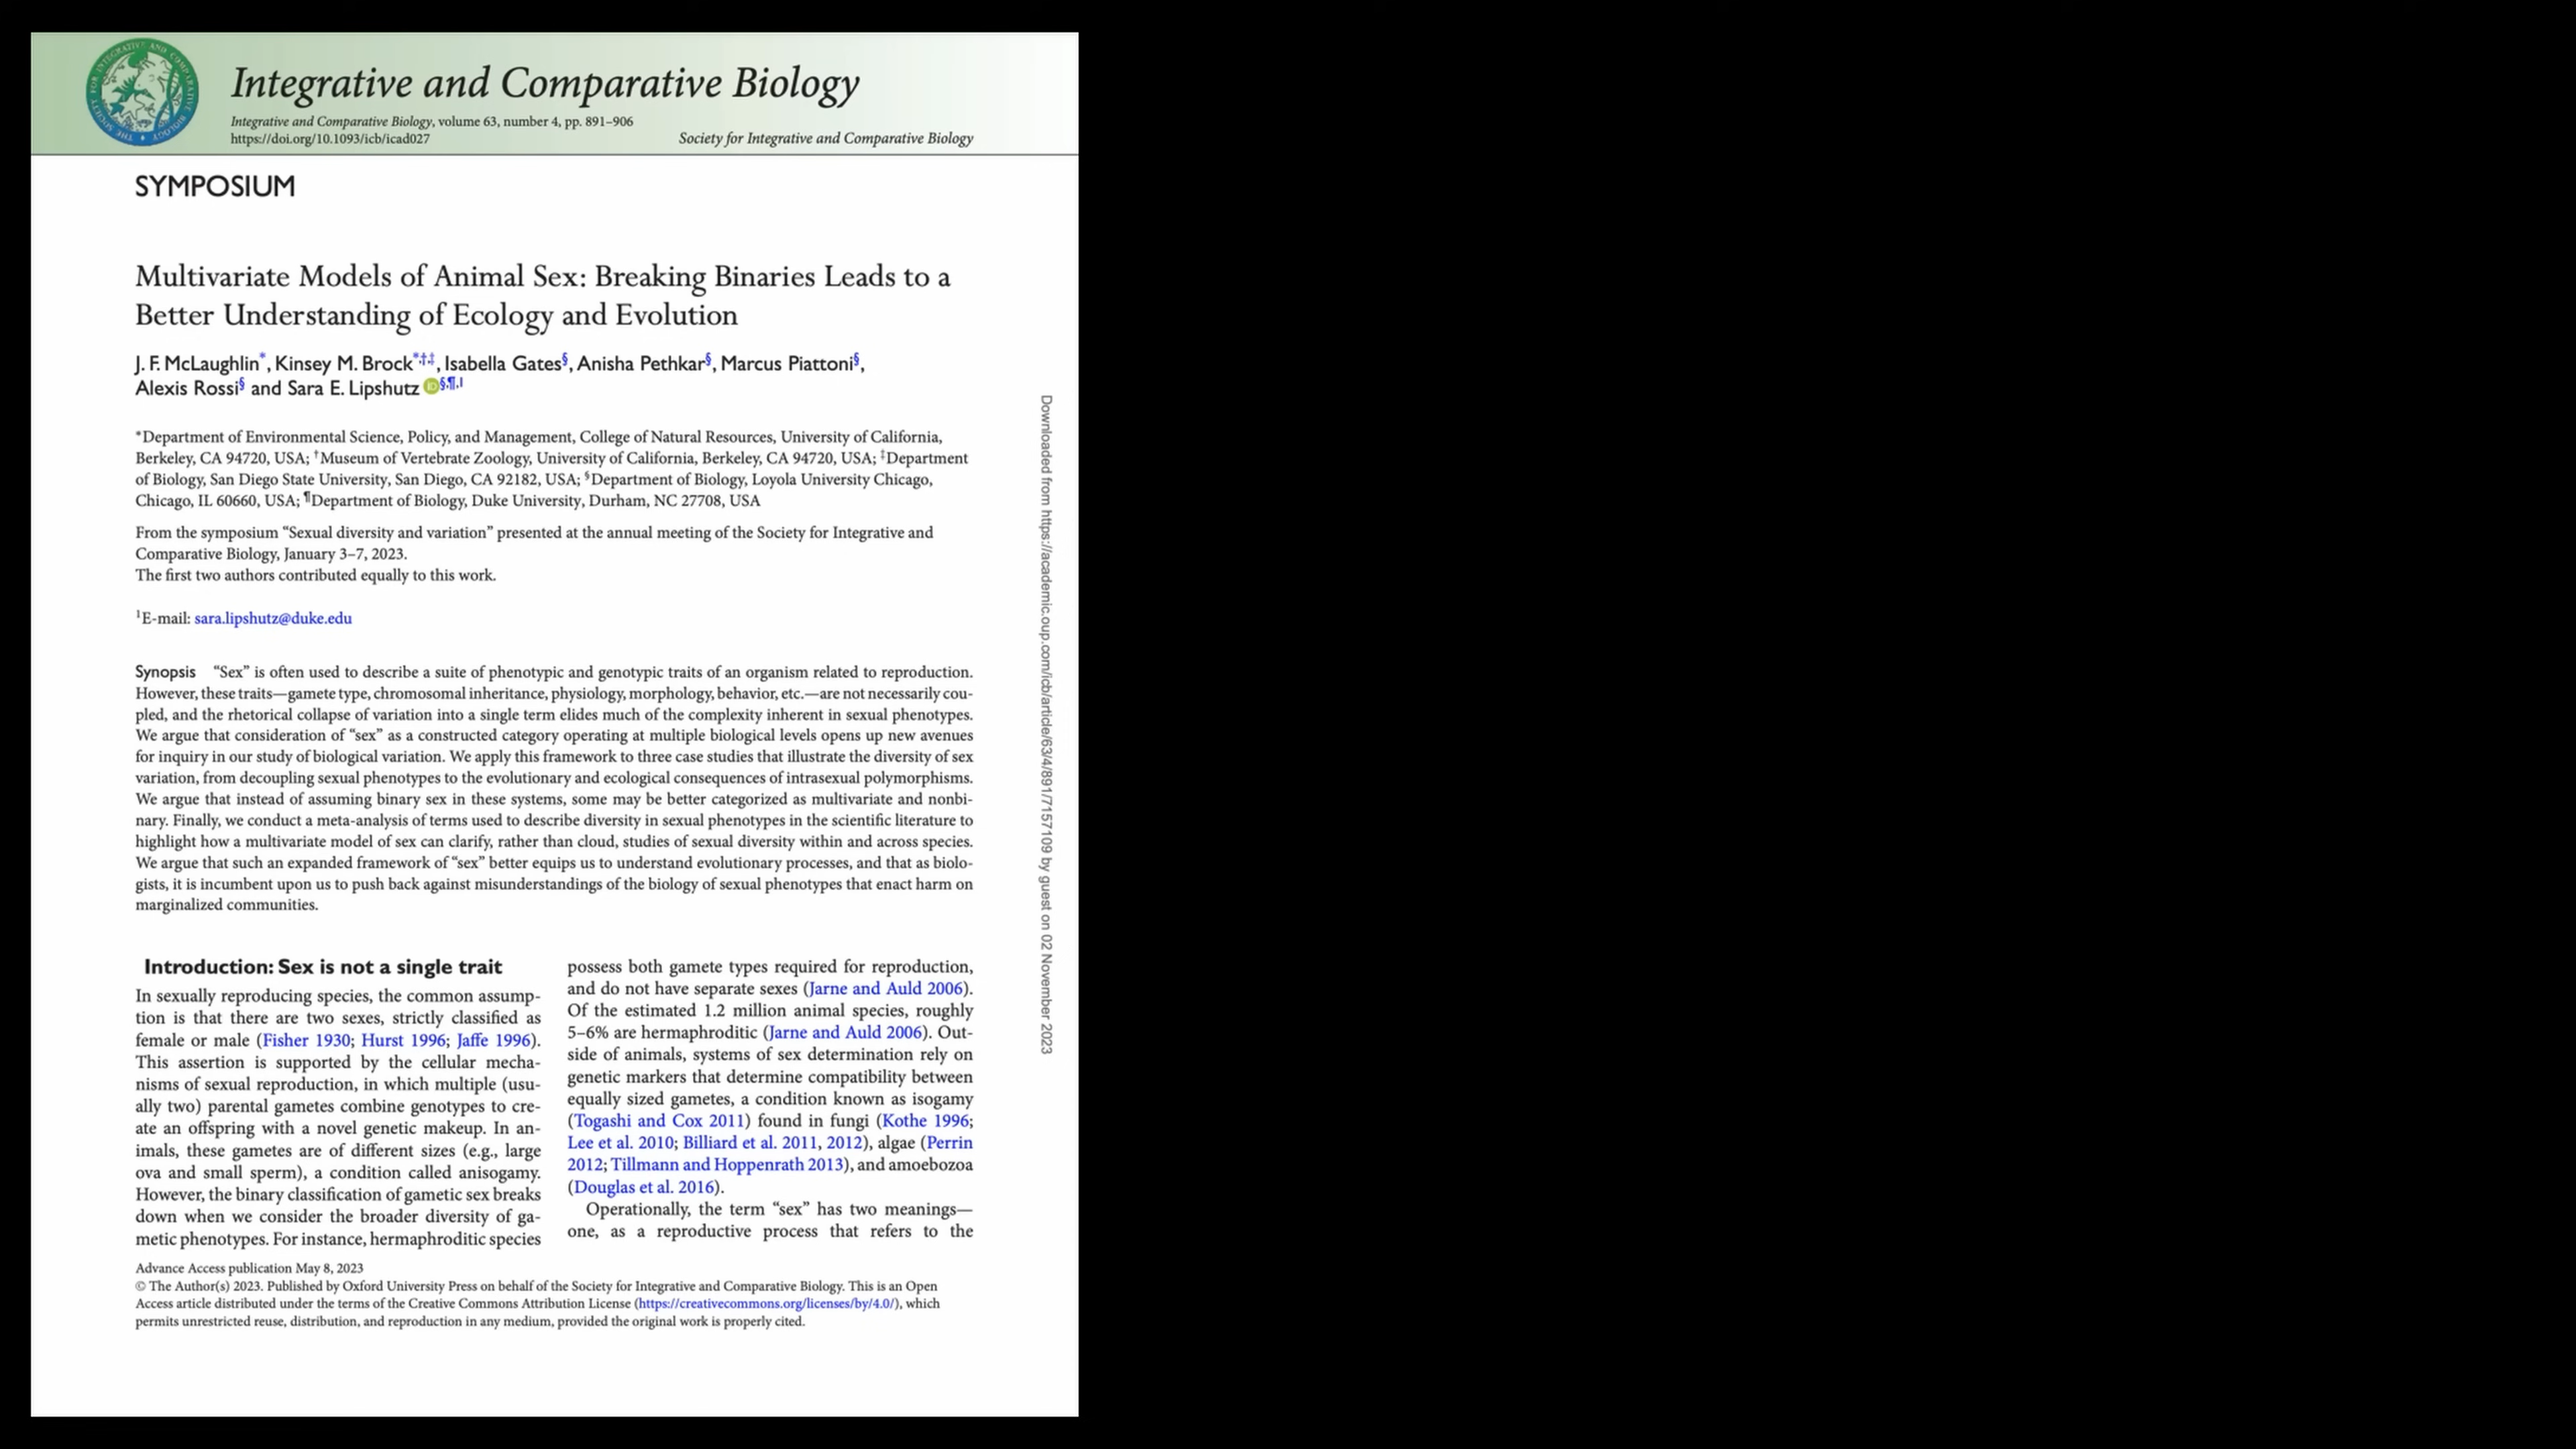 Integrative and Comparative Biology
Integrative and Comparative Biology, volume 63, number 4, pp. 891–906
https://doi.org/10.1093/icb/icad027
Society for Integrative and Comparative Biology
SYMPOSIUM
Multivariate Models of Animal Sex: Breaking Binaries Leads to a
Better Understanding of Ecology and Evolution
J. F. McLaughlin*, Kinsey M. Brock*,†,‡, Isabella Gates§, Anisha Pethkar§, Marcus Piattoni§,
Alexis Rossi§ and Sara E. Lipshutz iD §,¶,1
*Department of Environmental Science, Policy, and Management, College of Natural Resources, University of California,
Berkeley, CA 94720, USA; †Museum of Vertebrate Zoology, University of California, Berkeley, CA 94720, USA; ‡Department
of Biology, San Diego State University, San Diego, CA 92182, USA; §Department of Biology, Loyola University Chicago,
Chicago, IL 60660, USA; ¶Department of Biology, Duke University, Durham, NC 27708, USA
From the symposium “Sexual diversity and variation” presented at the annual meeting of the Society for Integrative and
Comparative Biology, January 3–7, 2023.
The first two authors contributed equally to this work.
1E-mail: sara.lipshutz@duke.edu
Synopsis “Sex” is often used to describe a suite of phenotypic and genotypic traits of an organism related to reproduction.
However, these traits—gamete type, chromosomal inheritance, physiology, morphology, behavior, etc.—are not necessarily cou-
pled, and the rhetorical collapse of variation into a single term elides much of the complexity inherent in sexual phenotypes.
We argue that consideration of “sex” as a constructed category operating at multiple biological levels opens up new avenues
for inquiry in our study of biological variation. We apply this framework to three case studies that illustrate the diversity of sex
variation, from decoupling sexual phenotypes to the evolutionary and ecological consequences of intrasexual polymorphisms.
We argue that instead of assuming binary sex in these systems, some may be better categorized as multivariate and nonbi-
nary. Finally, we conduct a meta-analysis of terms used to describe diversity in sexual phenotypes in the scientific literature to
highlight how a multivariate model of sex can clarify, rather than cloud, studies of sexual diversity within and across species.
We argue that such an expanded framework of “sex” better equips us to understand evolutionary processes, and that as biolo-
gists, it is incumbent upon us to push back against misunderstandings of the biology of sexual phenotypes that enact harm on
marginalized communities.
Introduction: Sex is not a single trait
In sexually reproducing species, the common assump-
tion is that there are two sexes, strictly classified as
female or male (Fisher 1930; Hurst 1996; Jaffe 1996).
This assertion is supported by the cellular mecha-
nisms of sexual reproduction, in which multiple (usu-
ally two) parental gametes combine genotypes to cre-
ate an offspring with a novel genetic makeup. In an-
imals, these gametes are of different sizes (e.g., large
ova and small sperm), a condition called anisogamy.
However, the binary classification of gametic sex breaks
down when we consider the broader diversity of ga-
metic phenotypes. For instance, hermaphroditic species
possess both gamete types required for reproduction,
and do not have separate sexes (Jarne and Auld 2006).
Of the estimated 1.2 million animal species, roughly
5–6% are hermaphroditic (Jarne and Auld 2006). Out-
side of animals, systems of sex determination rely on
genetic markers that determine compatibility between
equally sized gametes, a condition known as isogamy
(Togashi and Cox 2011) found in fungi (Kothe 1996;
Lee et al. 2010; Billiard et al. 2011, 2012), algae (Perrin
2012; Tillmann and Hoppenrath 2013), and amoebozoa
(Douglas et al. 2016).
Operationally, the term “sex” has two meanings—
one, as a reproductive process that refers to the
Advance Access publication May 8, 2023
© The Author(s) 2023. Published by Oxford University Press on behalf of the Society for Integrative and Comparative Biology. This is an Open
Access article distributed under the terms of the Creative Commons Attribution License (https://creativecommons.org/licenses/by/4.0/), which
permits unrestricted reuse, distribution, and reproduction in any medium, provided the original work is properly cited.
Downloaded from https://academic.oup.com/icb/article/63/4/891/7157109 by guest on 02 November 2023